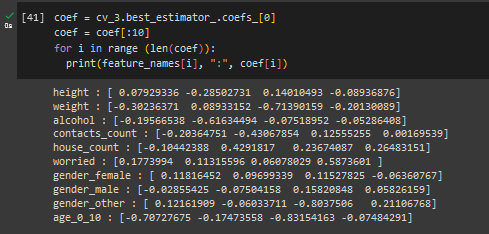 [41] coef = cv_3.best_estimator_.coefs_[0]
0s
coef = coef[:10]
for i in range (len(coef)):
print(feature_names[i], ":", coef[i])
height : [ 0.07929336 -0.28502731  0.14010493 -0.08936876]
weight : [-0.30236371  0.08933152 -0.71390159 -0.20130089]
alcohol : [-0.19566538 -0.61634494 -0.07518952 -0.05286408]
contacts_count : [-0.20364751 -0.43067854  0.12555255  0.00169539]
house_count : [-0.10442388  0.4291817   0.23674087  0.26483151]
worried : [0.1773994  0.11315596 0.06078029 0.5873601 ]
gender_female : [ 0.11816452  0.09699339  0.11527825 -0.06360767]
gender_male : [-0.02855425 -0.07504158  0.15820848  0.05826159]
gender_other : [ 0.12161909 -0.06033711 -0.8037506   0.21106768]
age_0_10 : [-0.70727675 -0.17473558 -0.83154163 -0.07484291]